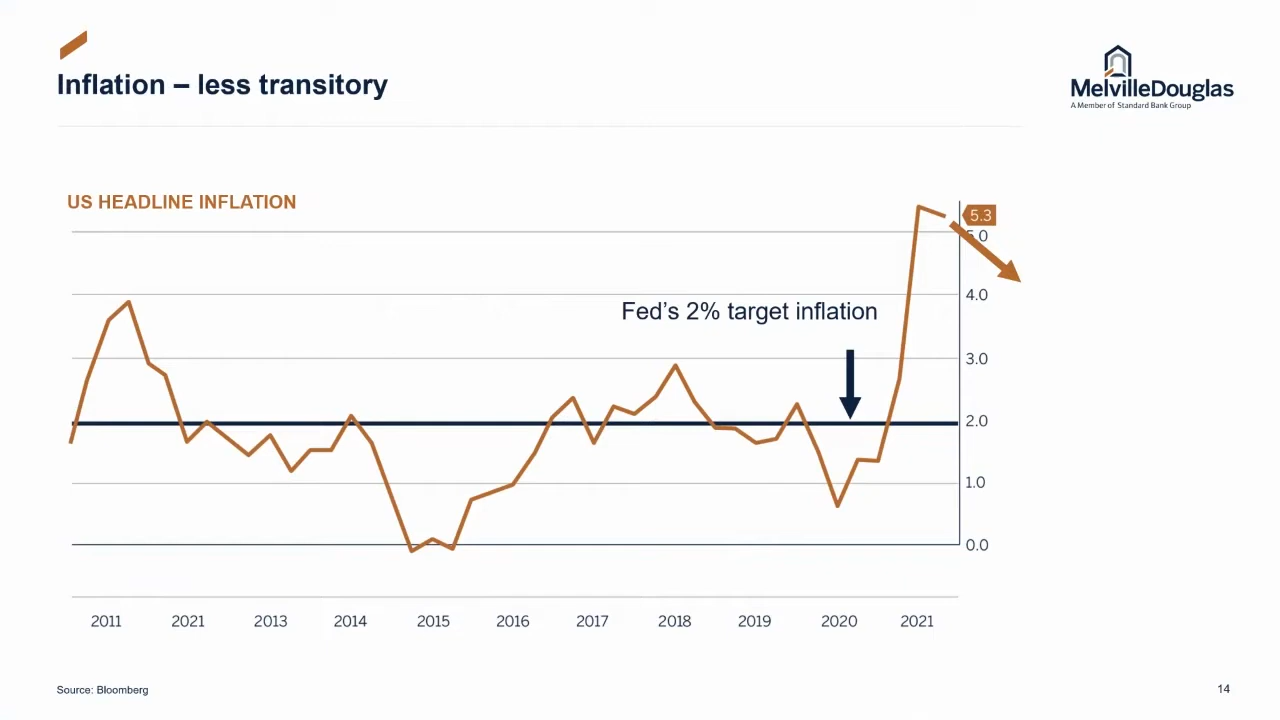 Inflation – less transitory
MelvilleDouglas
A Member of Standard Bank Group
US HEADLINE INFLATION
5.3
5.0
4.0
Fed's 2% target inflation
3.0
2.0
1.0
0.0
2011 2021 2013 2014 2015 2016 2017 2018 2019 2020 2021
Source: Bloomberg
14